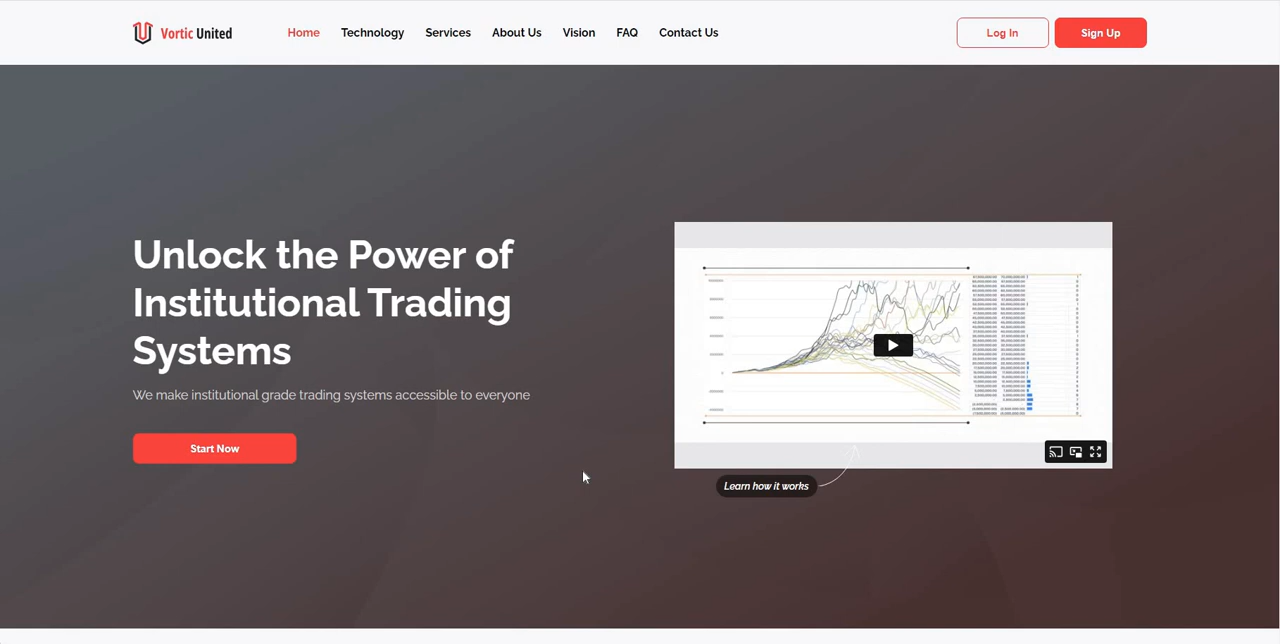 Vortic United
Home
Technology
Services
About Us
Vision
FAQ
Contact Us
Log In
Sign Up
Unlock the Power of
Institutional Trading
Systems
We make institutional grade trading systems accessible to everyone
Start Now
Learn how it works